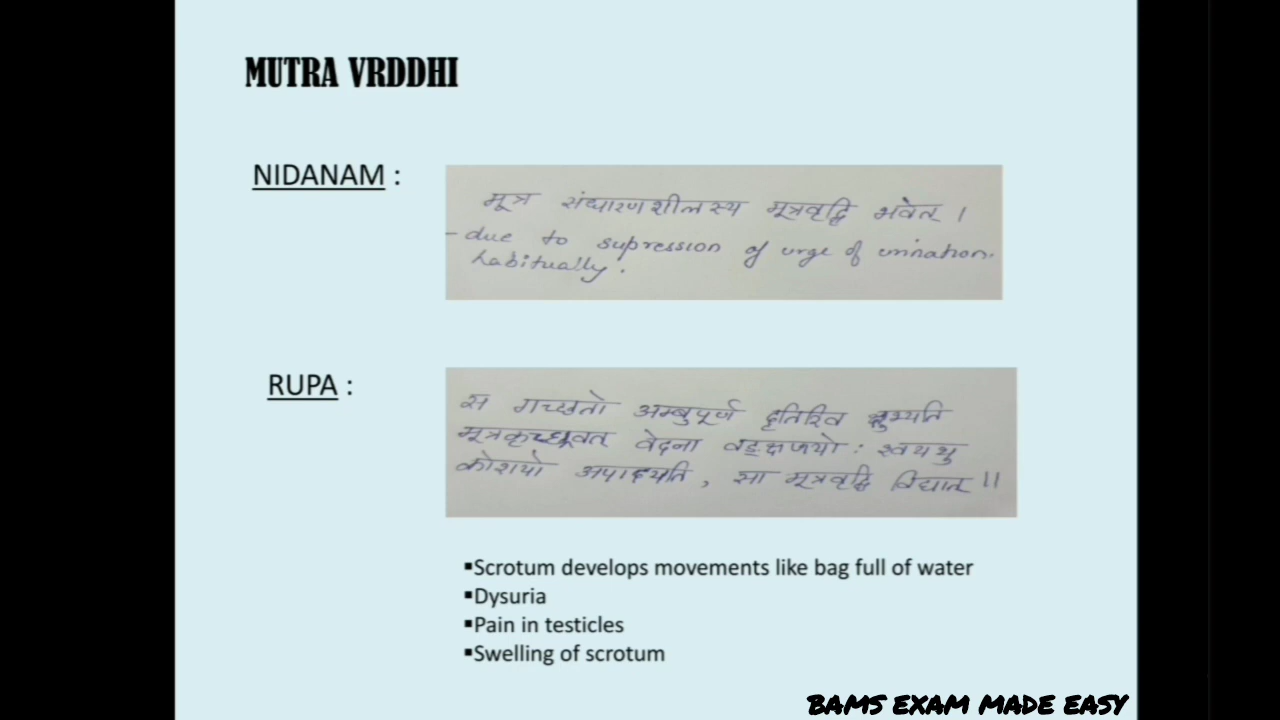 MUTRA VRDDHI
NIDANAM :
मूत्र संधारणशीलस्य मूत्रवृद्धि भवेत् ।
- due to supression of urge of urination
habitually.
RUPA :
स गच्छतो अम्बुपूर्ण दृतिरिव क्षुभ्यति
मूत्रकृच्छ्रवत् वेदना वङ्क्षणयो: स्वयथु
कोशयो अपादयति, सा मूत्रवृद्धि विद्यात् ॥
▪Scrotum develops movements like bag full of water
▪Dysuria
▪Pain in testicles
▪Swelling of scrotum
BAMS EXAM MADE EASY